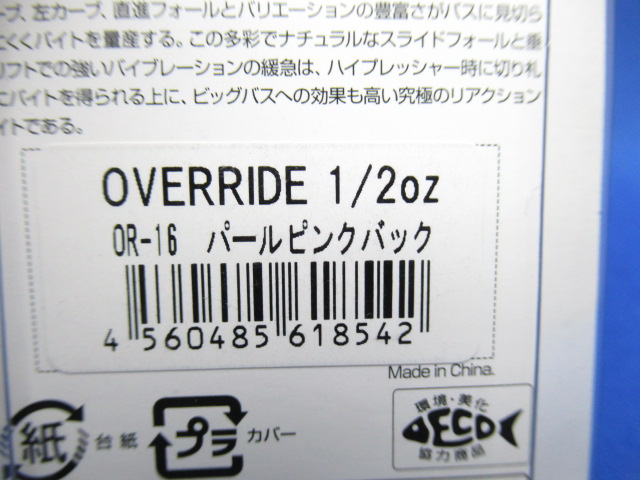 ープ、左カーブ、直進フォールとバリエーションの豊富さがバスに見切ら
にくくバイトを量産する。この多彩でナチュラルなスライドフォールと垂
リフトでの強いバイブレーションの緩急は、ハイプレッシャー時に切り札
にバイトを得られる上に、ビッグバスへの効果も高い究極のリアクション
イトである。
OVERRIDE 1/2oz
OR-16 パールピンクバック
4 560485 618542
Made in China.
紙 台紙
プラ カバー
環境・美化
ECO
協力商品